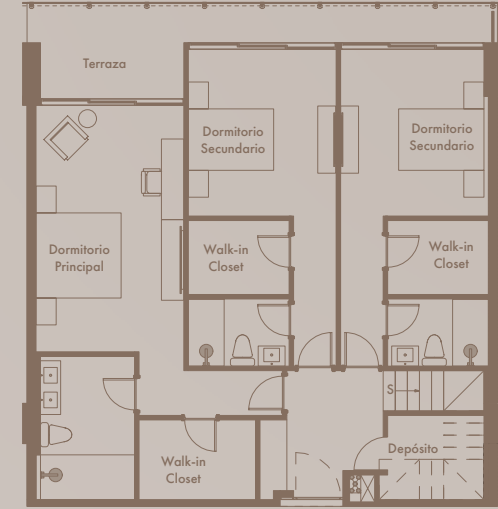 Terraza
Dormitorio
Secundario
Dormitorio
Secundario
Dormitorio
Principal
Walk-in
Closet
Walk-in
Closet
S
Depósito
Walk-in
Closet